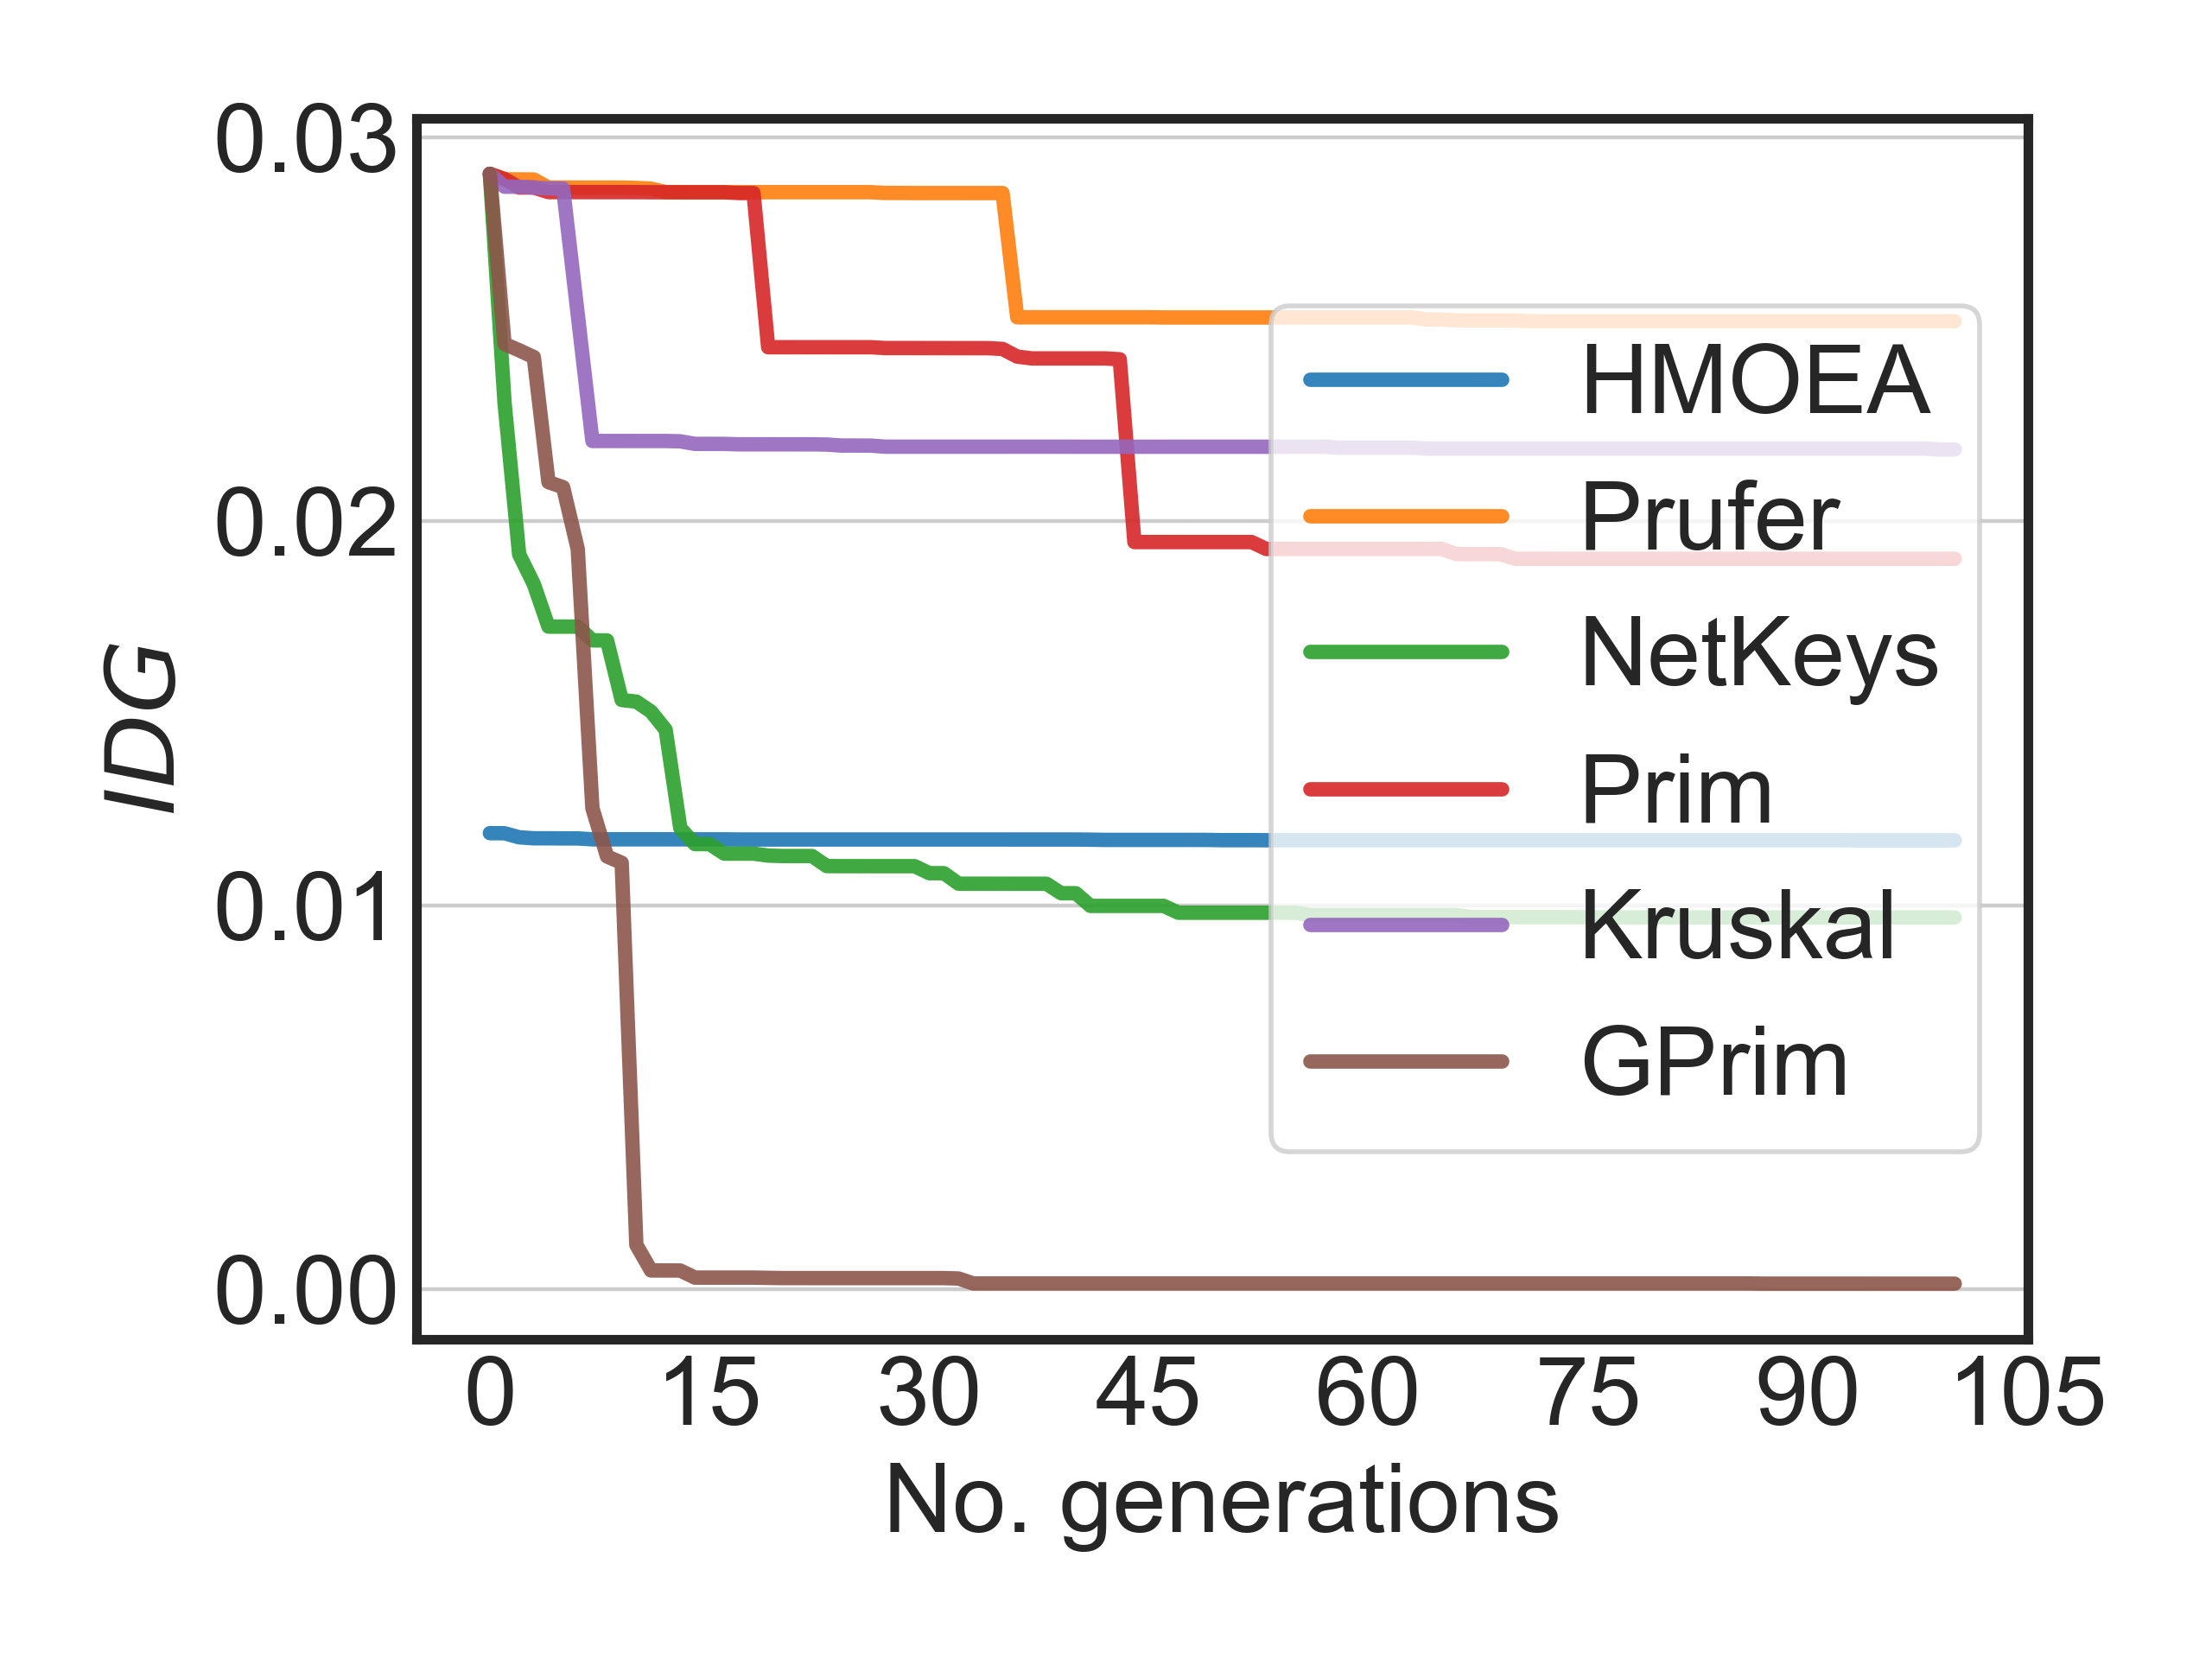 0.03
0.02
0.01
0.00
IDG
HMOEA
Prufer
NetKeys
Prim
Kruskal
GPrim
0 15 30 45 60 75 90 105
No. generations